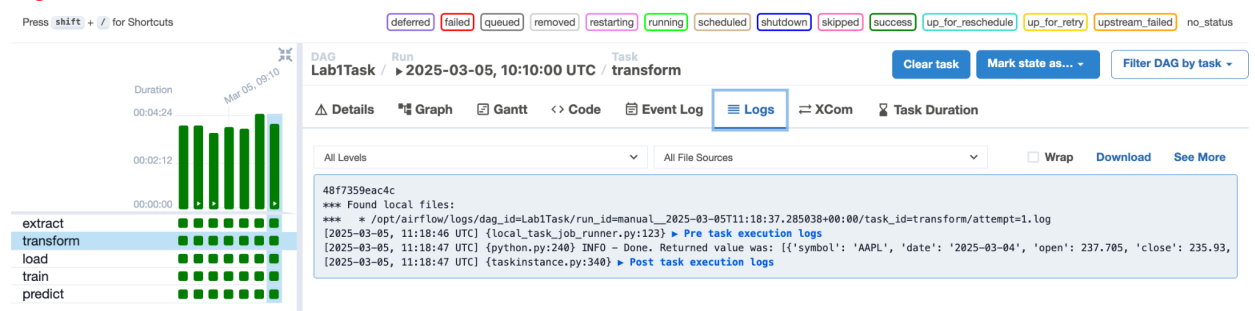 Press shift + / for Shortcuts
deferred failed queued removed restarting running scheduled shutdown skipped success up_for_reschedule up_for_retry upstream_failed no_status
DAG Run Task
Lab1Task / ▸ 2025-03-05, 10:10:00 UTC / transform
Clear task Mark state as... Filter DAG by task
Duration
Mar 05, 09:10
00:04:24
00:02:12
00:00:00
extract
transform
load
train
predict
Details Graph Gantt <> Code Event Log Logs XCom Task Duration
All Levels All File Sources Wrap Download See More
48f7359eac4c
*** Found local files:
***   * /opt/airflow/logs/dag_id=Lab1Task/run_id=manual__2025-03-05T11:18:37.285038+00:00/task_id=transform/attempt=1.log
[2025-03-05, 11:18:46 UTC] {local_task_job_runner.py:123} ▶ Pre task execution logs
[2025-03-05, 11:18:47 UTC] {python.py:240} INFO - Done. Returned value was: [{'symbol': 'AAPL', 'date': '2025-03-04', 'open': 237.705, 'close': 235.93,
[2025-03-05, 11:18:47 UTC] {taskinstance.py:340} ▶ Post task execution logs